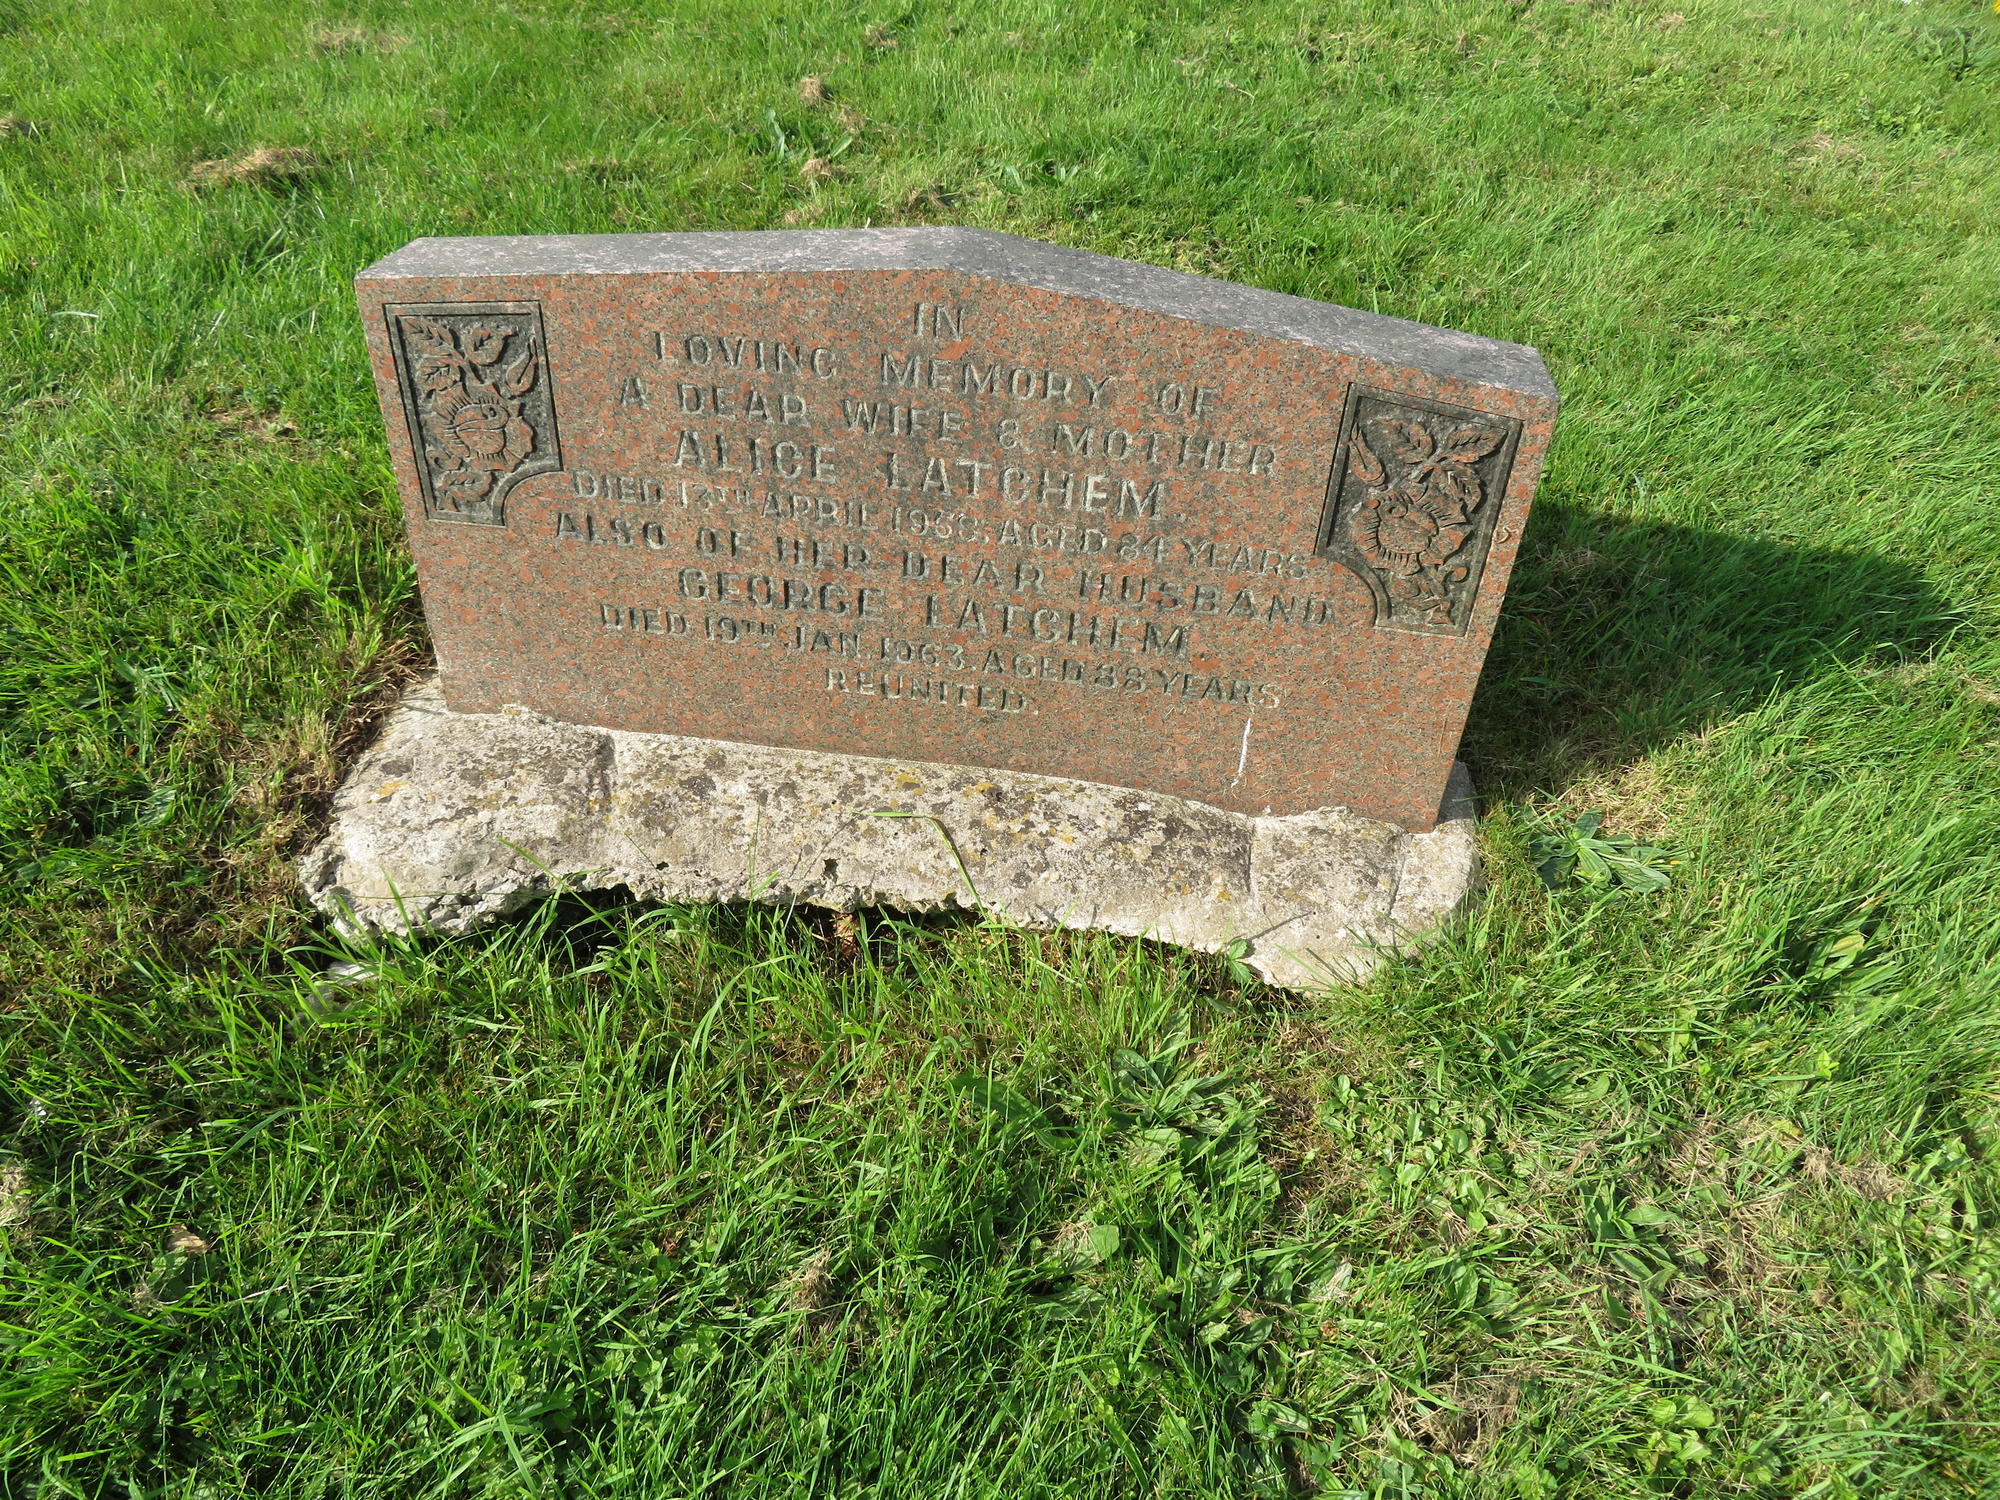 IN
LOVING MEMORY OF
A DEAR WIFE & MOTHER
ALICE LATCHEM.
DIED 13TH APRIL 1958. AGED 84 YEARS
ALSO OF HER DEAR HUSBAND
GEORGE LATCHEM.
DIED 19TH JAN. 1963. AGED 88 YEARS
REUNITED.